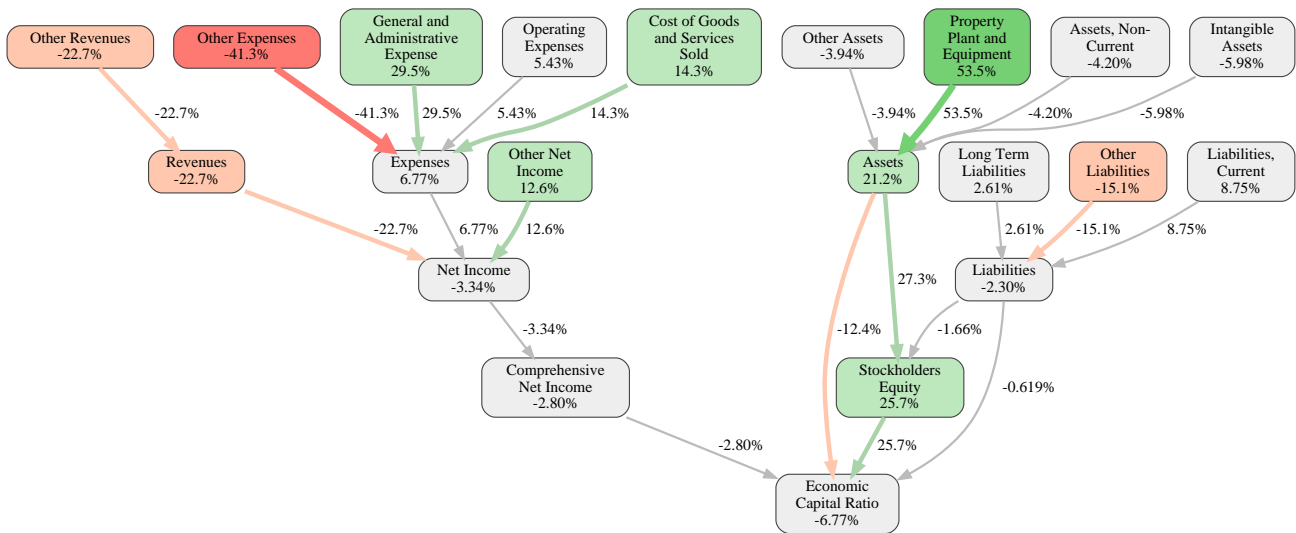 Other Revenues
-22.7%
Other Expenses
-41.3%
General and
Administrative
Expense
29.5%
Operating
Expenses
5.43%
Cost of Goods
and Services
Sold
14.3%
Other Assets
-3.94%
Property
Plant and
Equipment
53.5%
Assets, Non-
Current
-4.20%
Intangible
Assets
-5.98%
-22.7%
-41.3%
29.5%
5.43%
14.3%
-3.94%
53.5%
-4.20%
-5.98%
Revenues
-22.7%
Expenses
6.77%
Other Net
Income
12.6%
Assets
21.2%
Long Term
Liabilities
2.61%
Other
Liabilities
-15.1%
Liabilities,
Current
8.75%
-22.7%
6.77%
12.6%
2.61%
-15.1%
8.75%
Net Income
-3.34%
27.3%
Liabilities
-2.30%
-3.34%
-12.4%
-1.66%
-0.619%
Comprehensive
Net Income
-2.80%
Stockholders
Equity
25.7%
-2.80%
25.7%
Economic
Capital Ratio
-6.77%